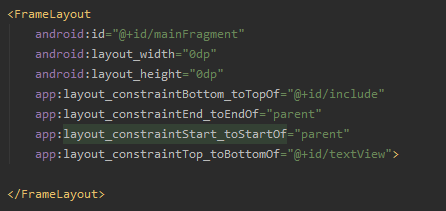 <FrameLayout
android:id="@+id/mainFragment"
android:layout_width="0dp"
android:layout_height="0dp"
app:layout_constraintBottom_toTopOf="@+id/include"
app:layout_constraintEnd_toEndOf="parent"
app:layout_constraintStart_toStartOf="parent"
app:layout_constraintTop_toBottomOf="@+id/textView">
</FrameLayout>